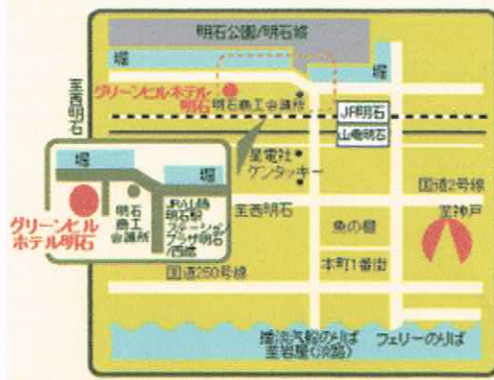 明石公園/明石城
堀
堀
至西明石
グリーンヒルホテル
明石
明石商工会議所
JR明石
山電明石
星電社
ケンタッキー
国道2号線
至西明石
至神戸
魚の棚
本町1番街
国道250号線
播淡汽船のりば
至岩屋(淡路)
フェリーのりば
堀
堀
グリーンヒル
ホテル明石
明石
商工
会議所
JR/山陽
明石駅
ステーション
プラザ明石
/西館